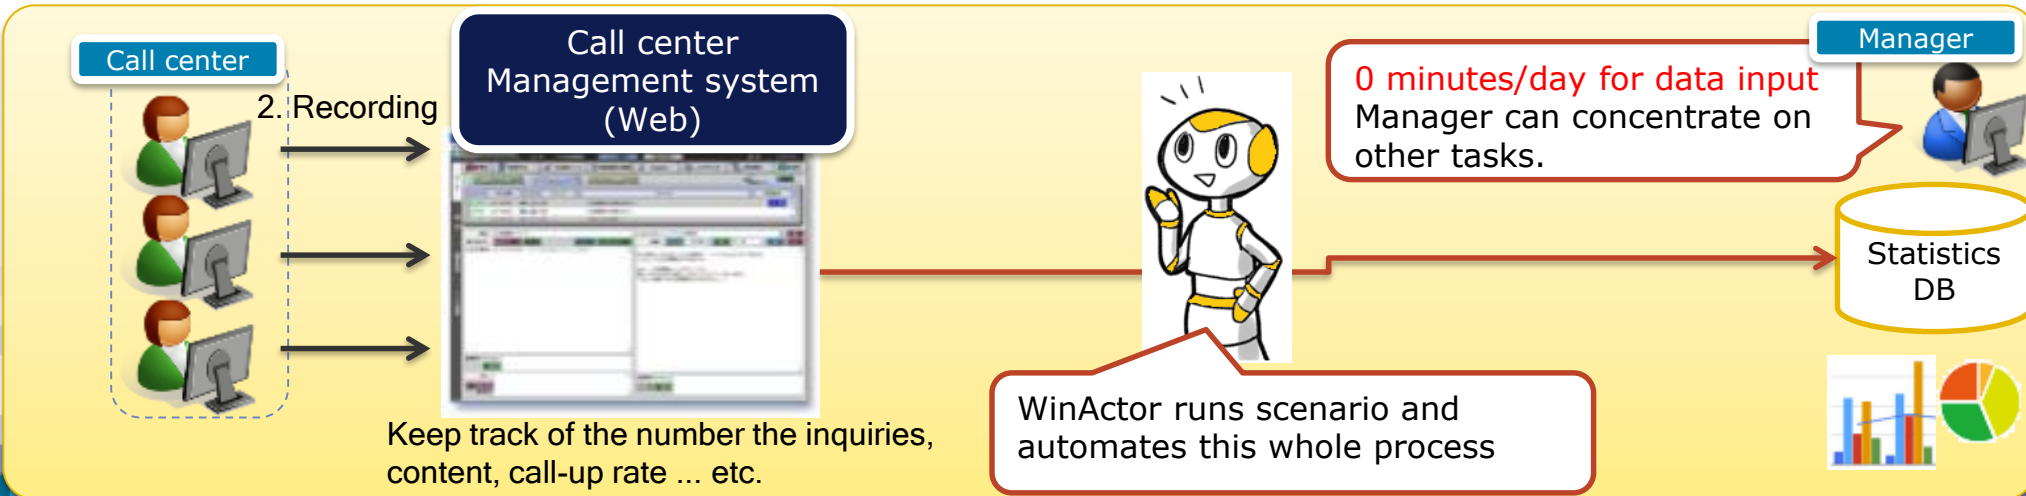 Call center
2. Recording
Call center
Management system
(Web)
Keep track of the number the inquiries,
content, call-up rate ... etc.
WinActor runs scenario and
automates this whole process
0 minutes/day for data input
Manager can concentrate on
other tasks.
Manager
Statistics
DB